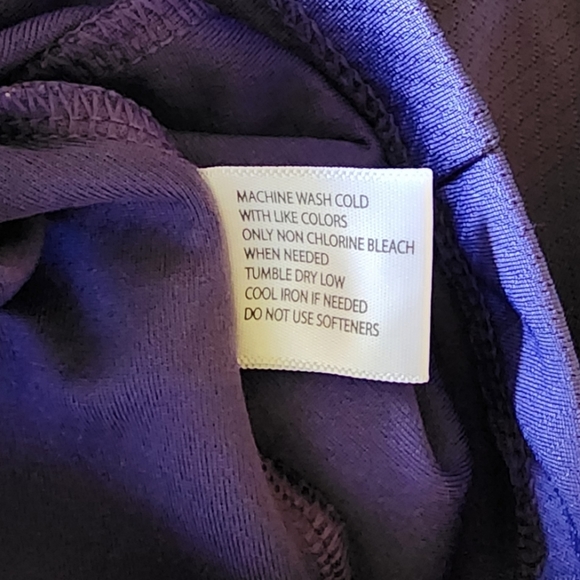 MACHINE WASH COLD
WITH LIKE COLORS
ONLY NON CHLORINE BLEACH
WHEN NEEDED
TUMBLE DRY LOW
COOL IRON IF NEEDED
DO NOT USE SOFTENERS